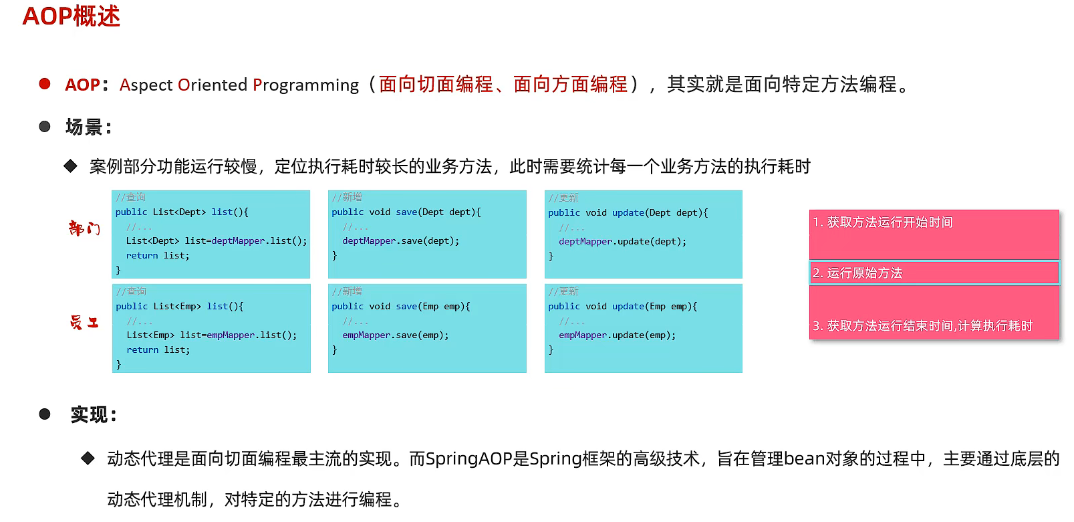 AOP概述
AOP：Aspect Oriented Programming（面向切面编程、面向方面编程），其实就是面向特定方法编程。
场景：
案例部分功能运行较慢，定位执行耗时较长的业务方法，此时需要统计每一个业务方法的执行耗时
部门
//查询
public List<Dept> list(){
//...
List<Dept> list=deptMapper.list();
return list;
}
//新增
public void save(Dept dept){
//...
deptMapper.save(dept);
}
//更新
public void update(Dept dept){
//...
deptMapper.update(dept);
}
员工
//查询
public List<Emp> list(){
//...
List<Emp> list=empMapper.list();
return list;
}
//新增
public void save(Emp emp){
//...
empMapper.save(emp);
}
//更新
public void update(Emp emp){
//...
empMapper.update(emp);
}
1. 获取方法运行开始时间
2. 运行原始方法
3. 获取方法运行结束时间,计算执行耗时
实现：
动态代理是面向切面编程最主流的实现。而SpringAOP是Spring框架的高级技术，旨在管理bean对象的过程中，主要通过底层的
动态代理机制，对特定的方法进行编程。